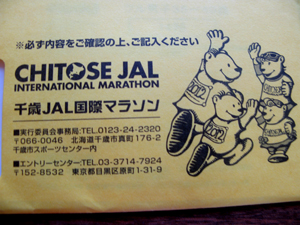 ※必ず内容をご確認の上、ご記入ください
CHITOSE JAL
INTERNATIONAL MARATHON
千歳JAL国際マラソン
■実行委員会事務局:TEL.0123-24-2320
〒066-0046 北海道千歳市真町176-2
千歳市スポーツセンター内
■エントリーセンター:TEL.03-3714-7924
〒152-8532 東京都目黒区原町1-31-9
2012